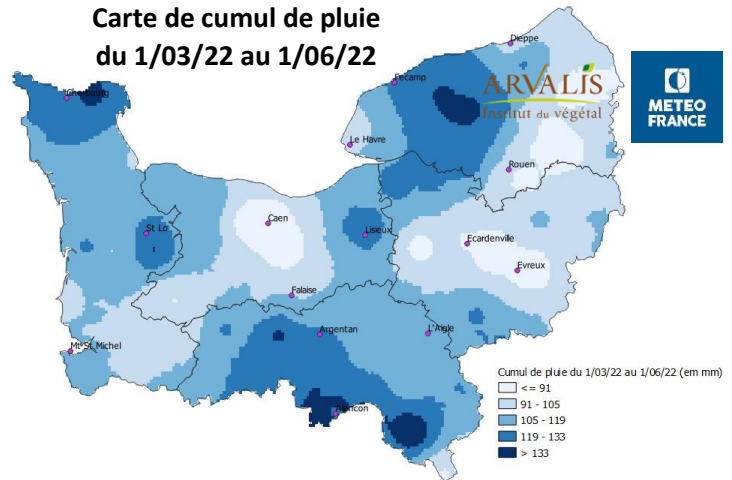 Carte de cumul de pluie
du 1/03/22 au 1/06/22
Dieppe
Fecamp
ARVALIS
Institut du végétal
METEO
FRANCE
Cherbourg
Le Havre
Rouen
Caen
St Lo
Lisieux
Ecardenville
Evreux
Falaise
Argentan
L'Aigle
Mt St Michel
Alencon
Cumul de pluie du 1/03/22 au 1/06/22 (em mm)
<= 91
91 - 105
105 - 119
119 - 133
> 133